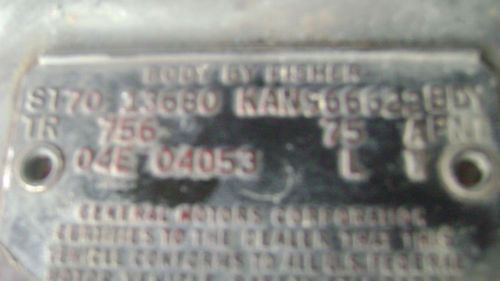 BODY BY FISHER
ST70 13680 BDY
TR 756 75
04E 04053 L
GENERAL MOTORS CORPORATION
CERTIFIES TO THE DEALER THAT THIS
VEHICLE CONFORMS TO ALL U.S. FEDERAL